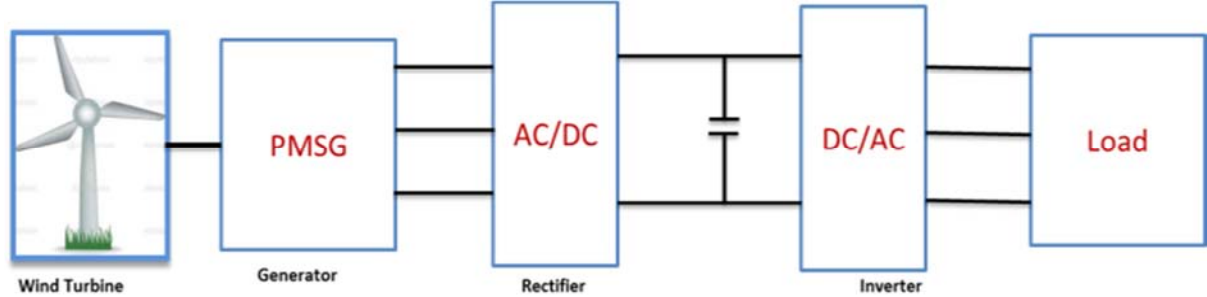 PMSG
AC/DC
DC/AC
Load
Wind Turbine
Generator
Rectifier
Inverter